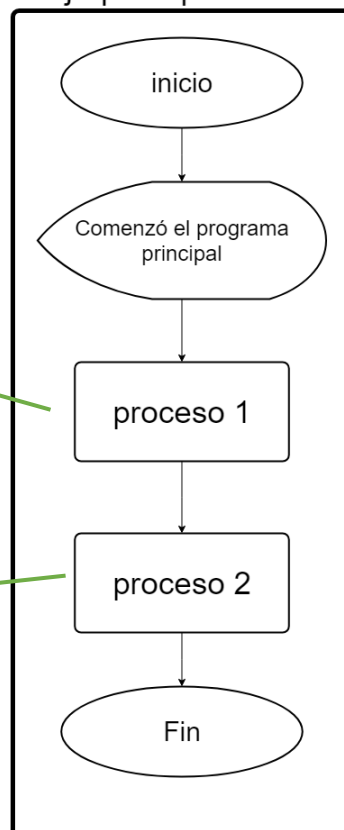 inicio
Comenzó el programa
principal
proceso 1
proceso 2
Fin